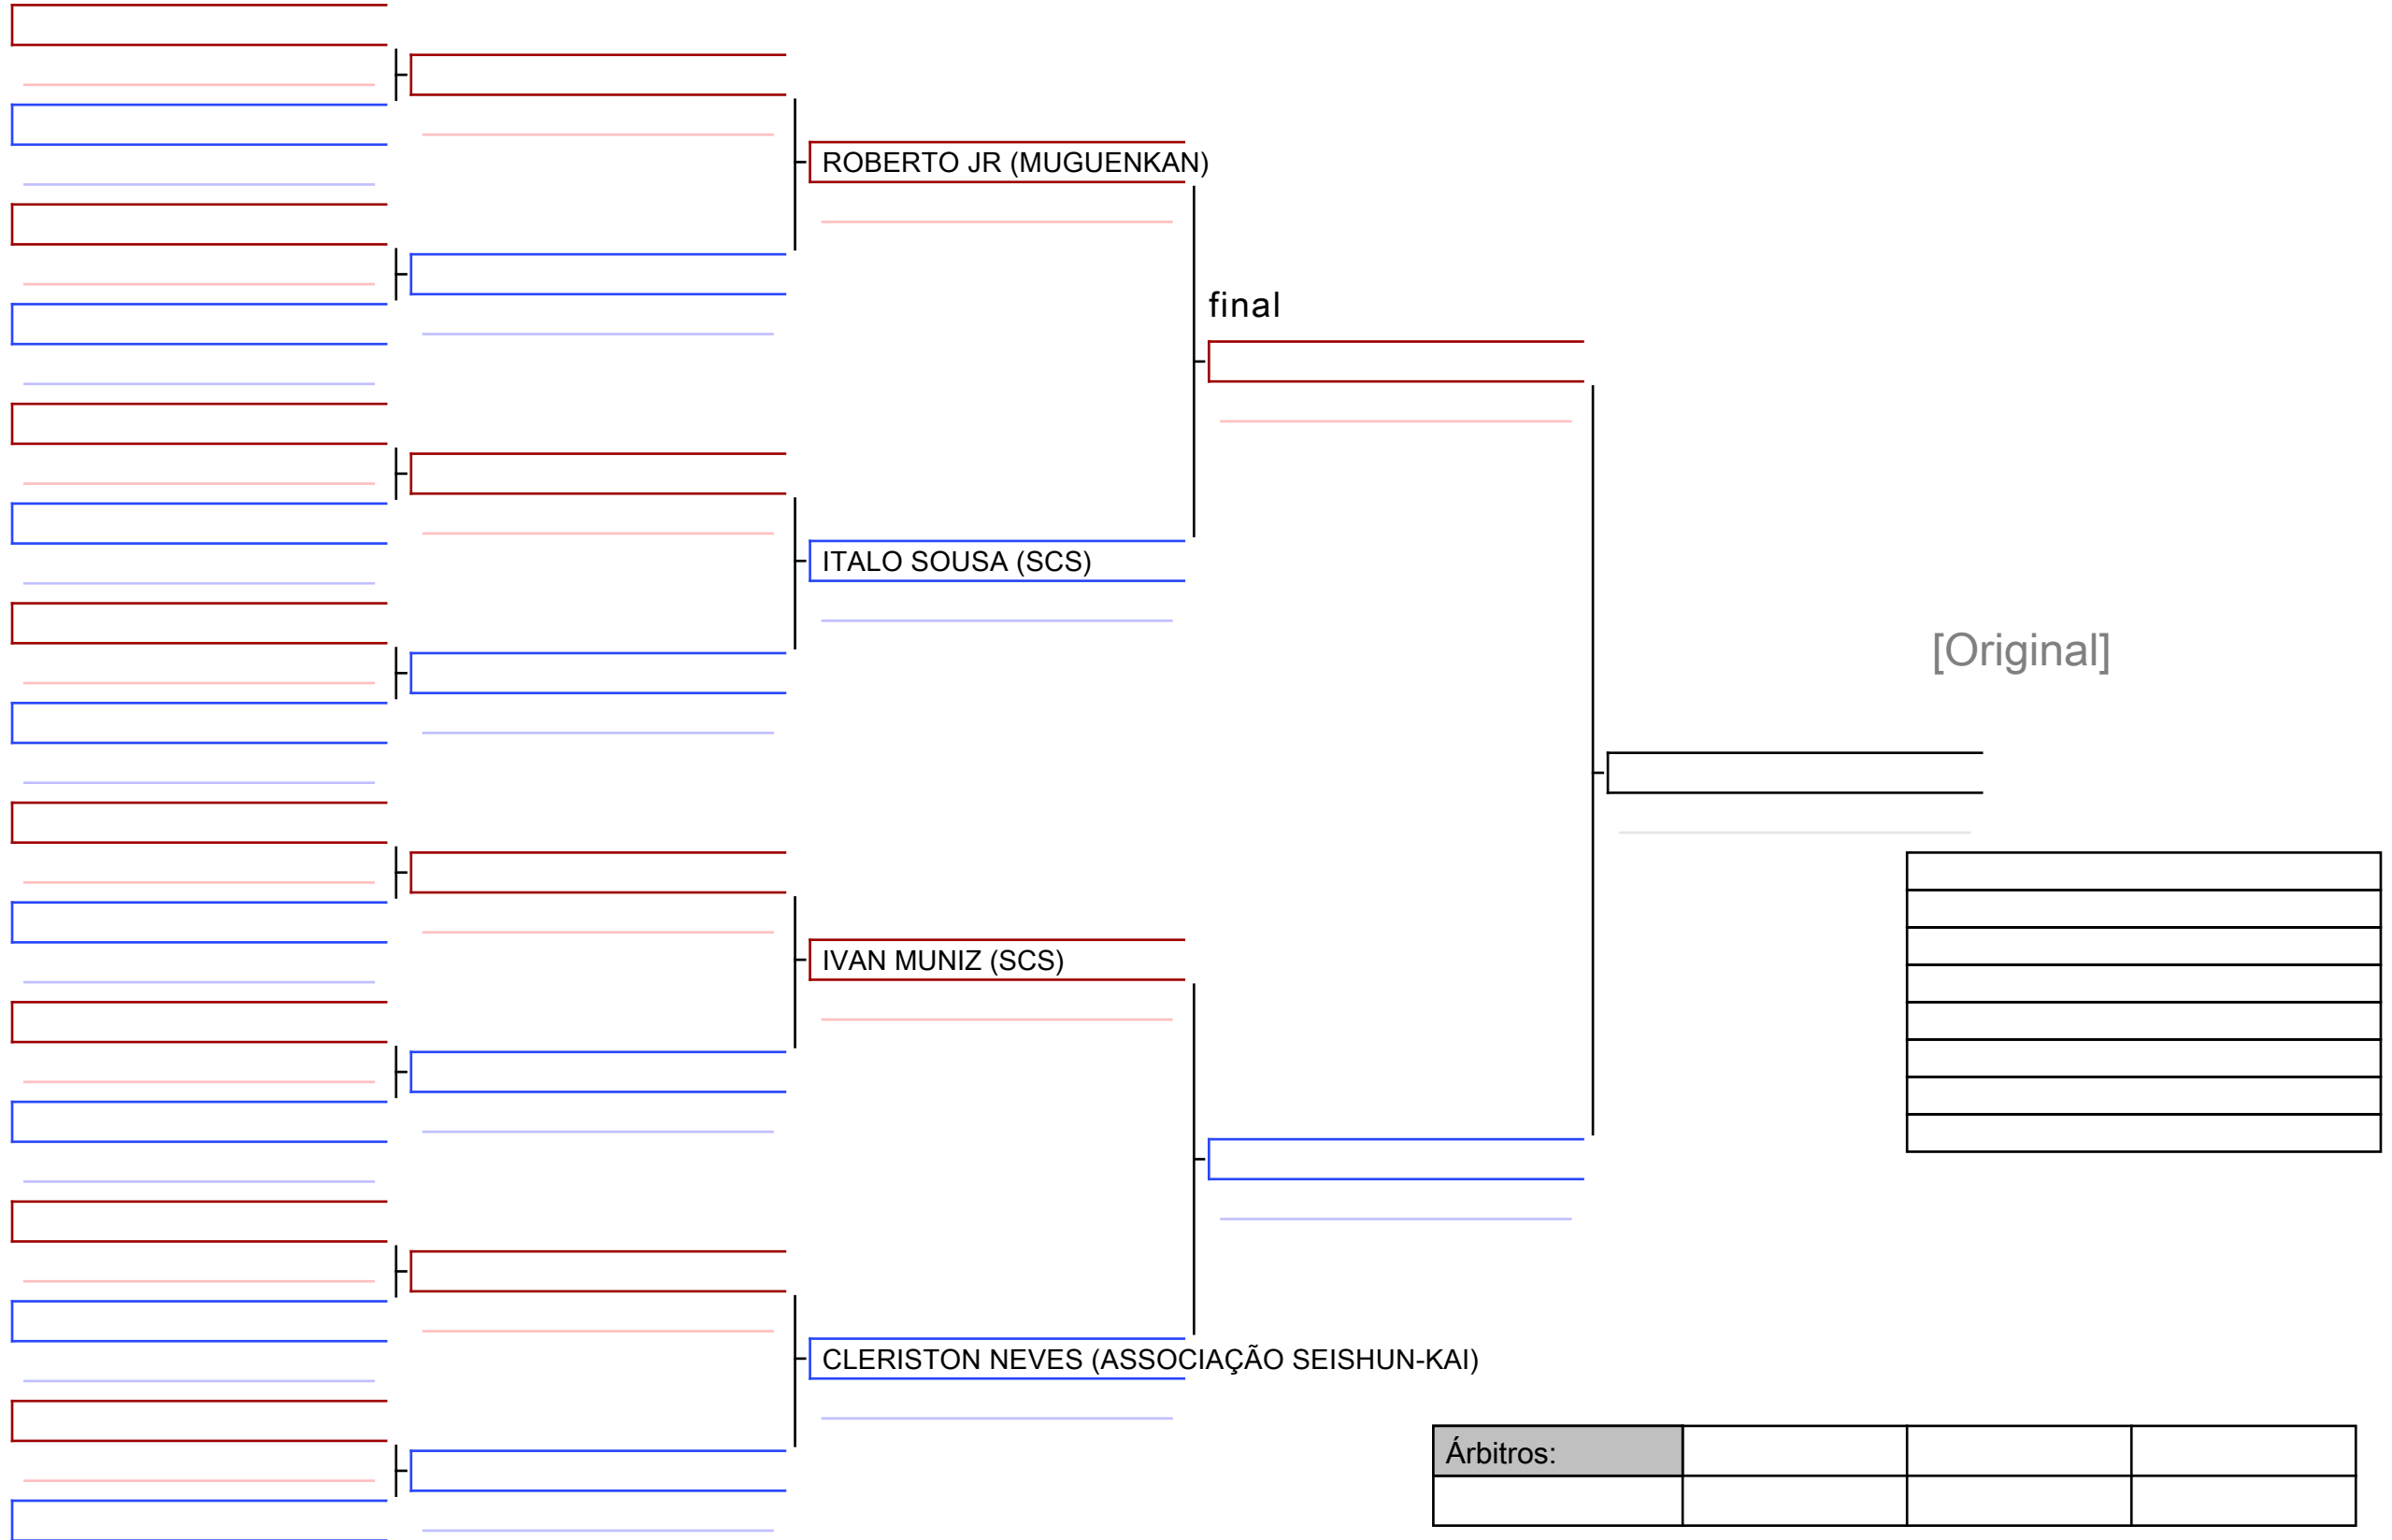 ROBERTO JR (MUGUENKAN)
final
ITALO SOUSA (SCS)
[Original]
IVAN MUNIZ (SCS)
CLERISTON NEVES (ASSOCIAÇÃO SEISHUN-KAI)
Árbitros: